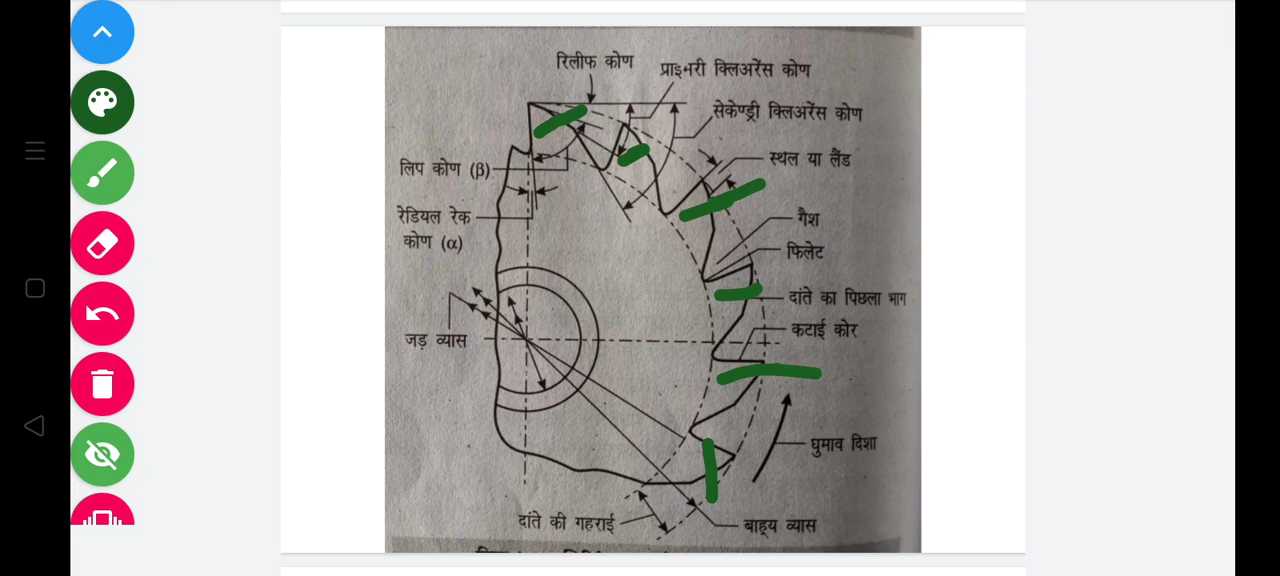 रिलीफ कोण
प्राइमरी क्लिअरेंस कोण
सेकेण्ड्री क्लिअरेंस कोण
स्थल या लैंड
लिप कोण (β)
रेडियल रेक
कोण (α)
गैश
फिलेट
दांते का पिछला भाग
कटाई कोर
जड़ व्यास
घुमाव दिशा
दांते की गहराई
बाह्य व्यास